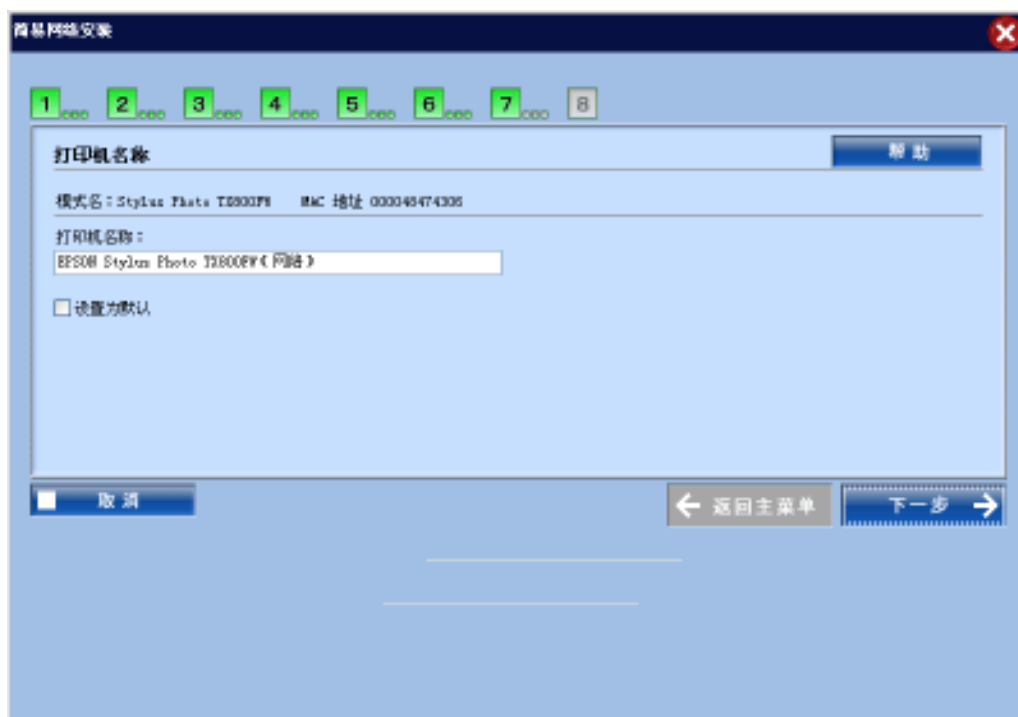 简易网络安装
1 2 3 4 5 6 7 8
打印机名称
帮助
模式名：Stylus Photo TX800FW MAC 地址 000048474306
打印机名称：
EPSON Stylus Photo TX800FW(网络)
设置为默认
取消
返回主菜单
下一步